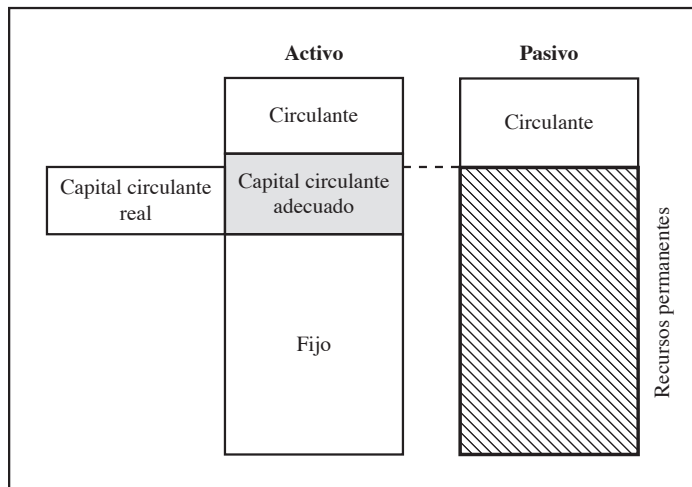 Activo
Pasivo
Circulante
Circulante
Capital circulante
real
Capital circulante
adecuado
Fijo
Recursos permanentes